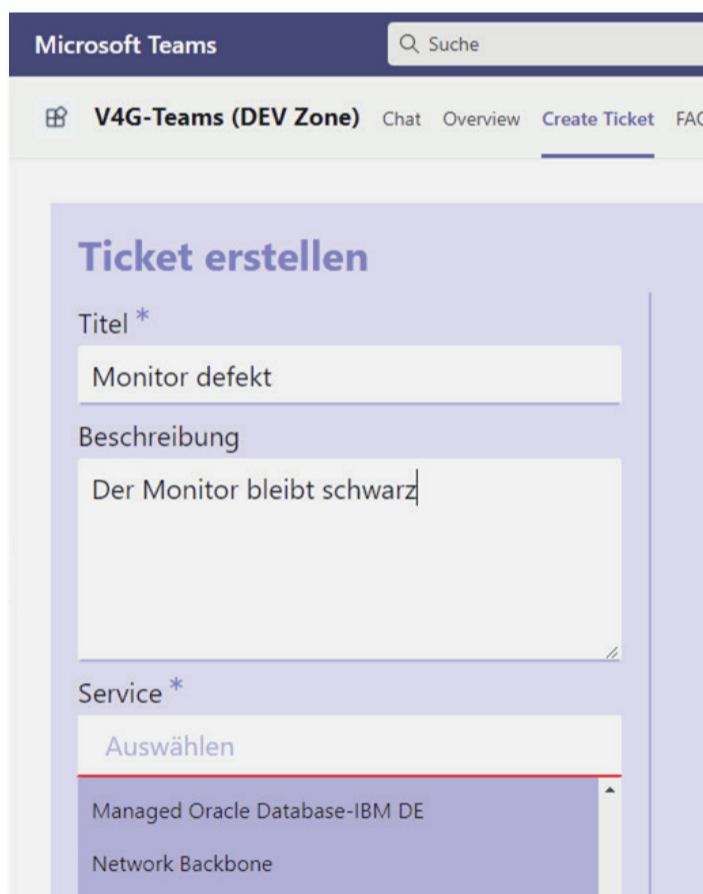 Microsoft Teams
Suche
V4G-Teams (DEV Zone) Chat Overview Create Ticket FAQ
Ticket erstellen
Titel *
Monitor defekt
Beschreibung
Der Monitor bleibt schwarz
Service *
Auswählen
Managed Oracle Database-IBM DE
Network Backbone